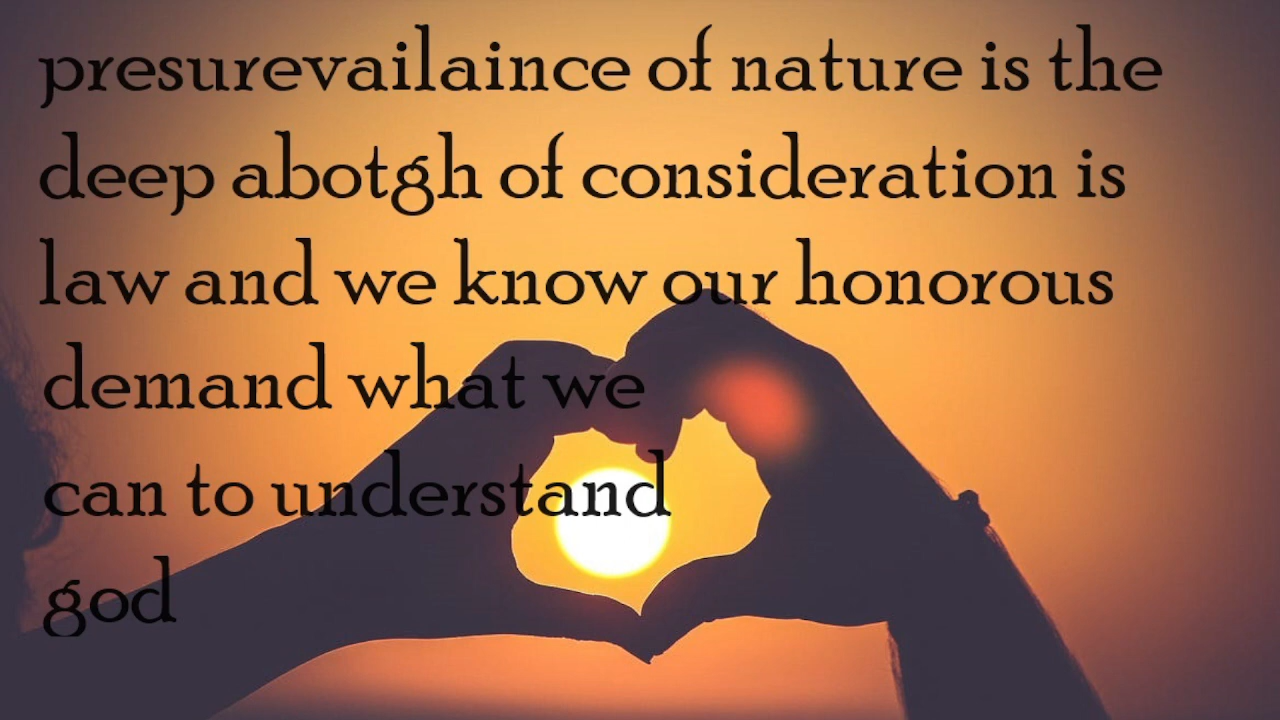 presurevailaince of nature is the
deep abotgh of consideration is
law and we know our honorous
demand what we
can to understand
god